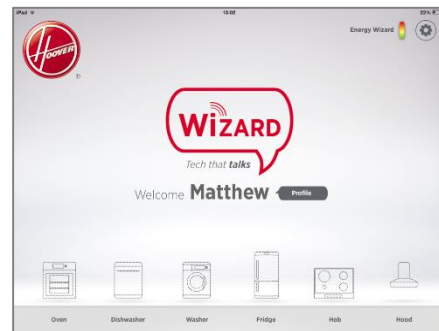 iPad
13:02
22%
Energy Wizard
HOOVER
®
WiZARD
Tech that talks
Welcome Matthew Profile
Oven Dishwasher Washer Fridge Hob Hood